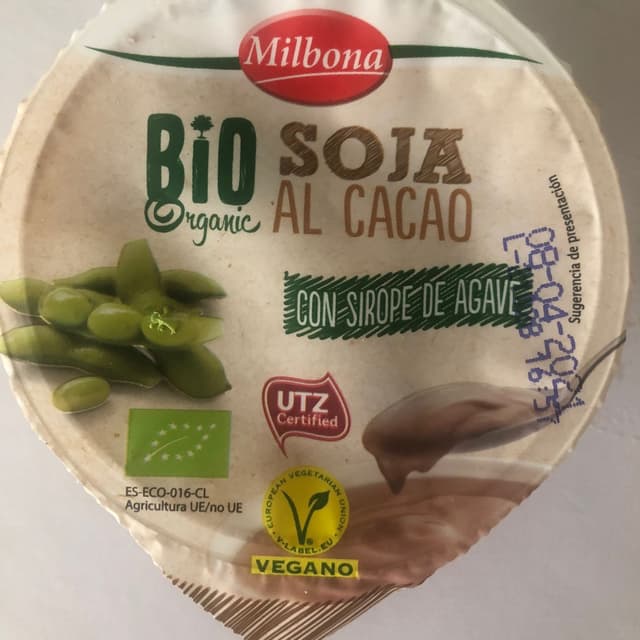 Milbona
BiO
Organic
SOJA
AL CACAO
CON SIROPE DE AGAVE
Sugerencia de presentación
08-04-2021
UTZ
Certified
ES-ECO-016-CL
Agricultura UE/no UE
EUROPEAN VEGETARIAN UNION
V-LABEL.EU
VEGANO